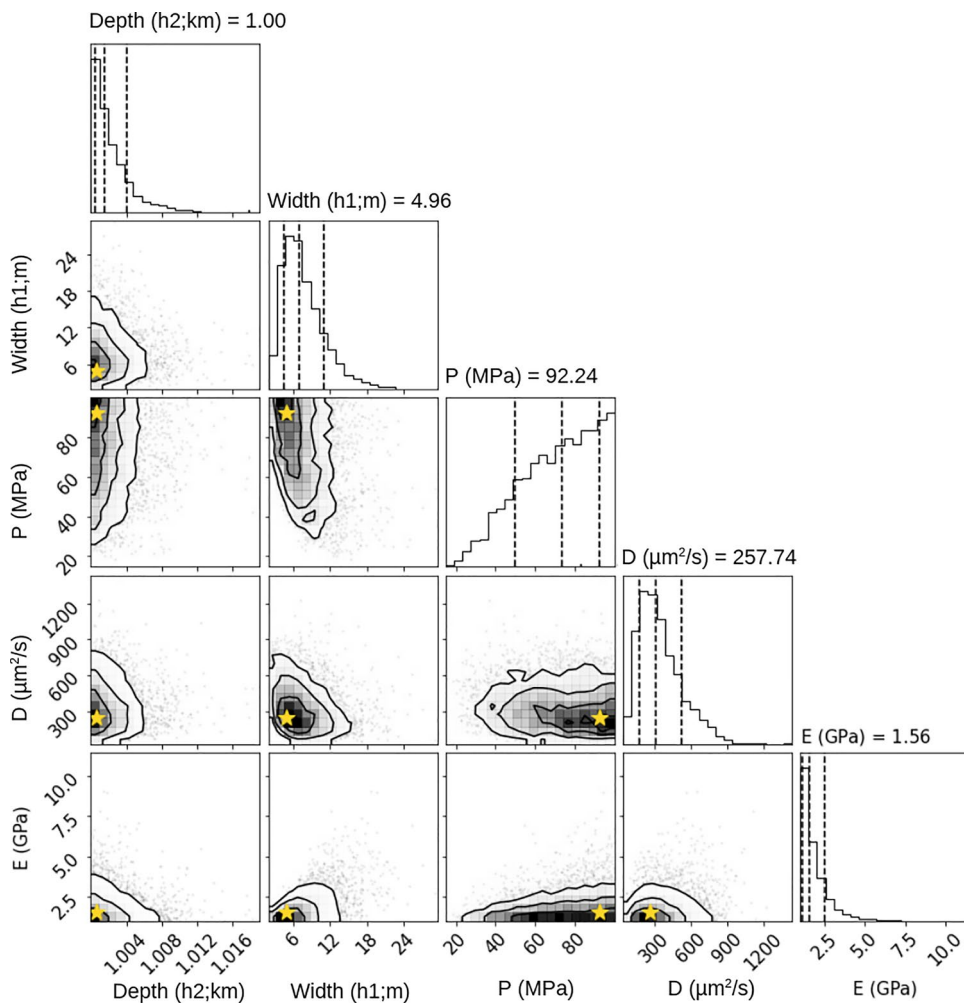 Depth (h2;km) = 1.00
Width (h1;m) = 4.96
24
18
12
6
Width (h1;m)
P (MPa) = 92.24
80
60
40
20
P (MPa)
D (µm²/s) = 257.74
1200
900
600
300
D (µm²/s)
E (GPa) = 1.56
10.0
7.5
5.0
2.5
E (GPa)
1.004 1.008 1.012 1.016 6 12 18 24 20 40 60 80 300 600 900 1200 2.5 5.0 7.5 10.0
Depth (h2;km) Width (h1;m) P (MPa) D (µm²/s) E (GPa)